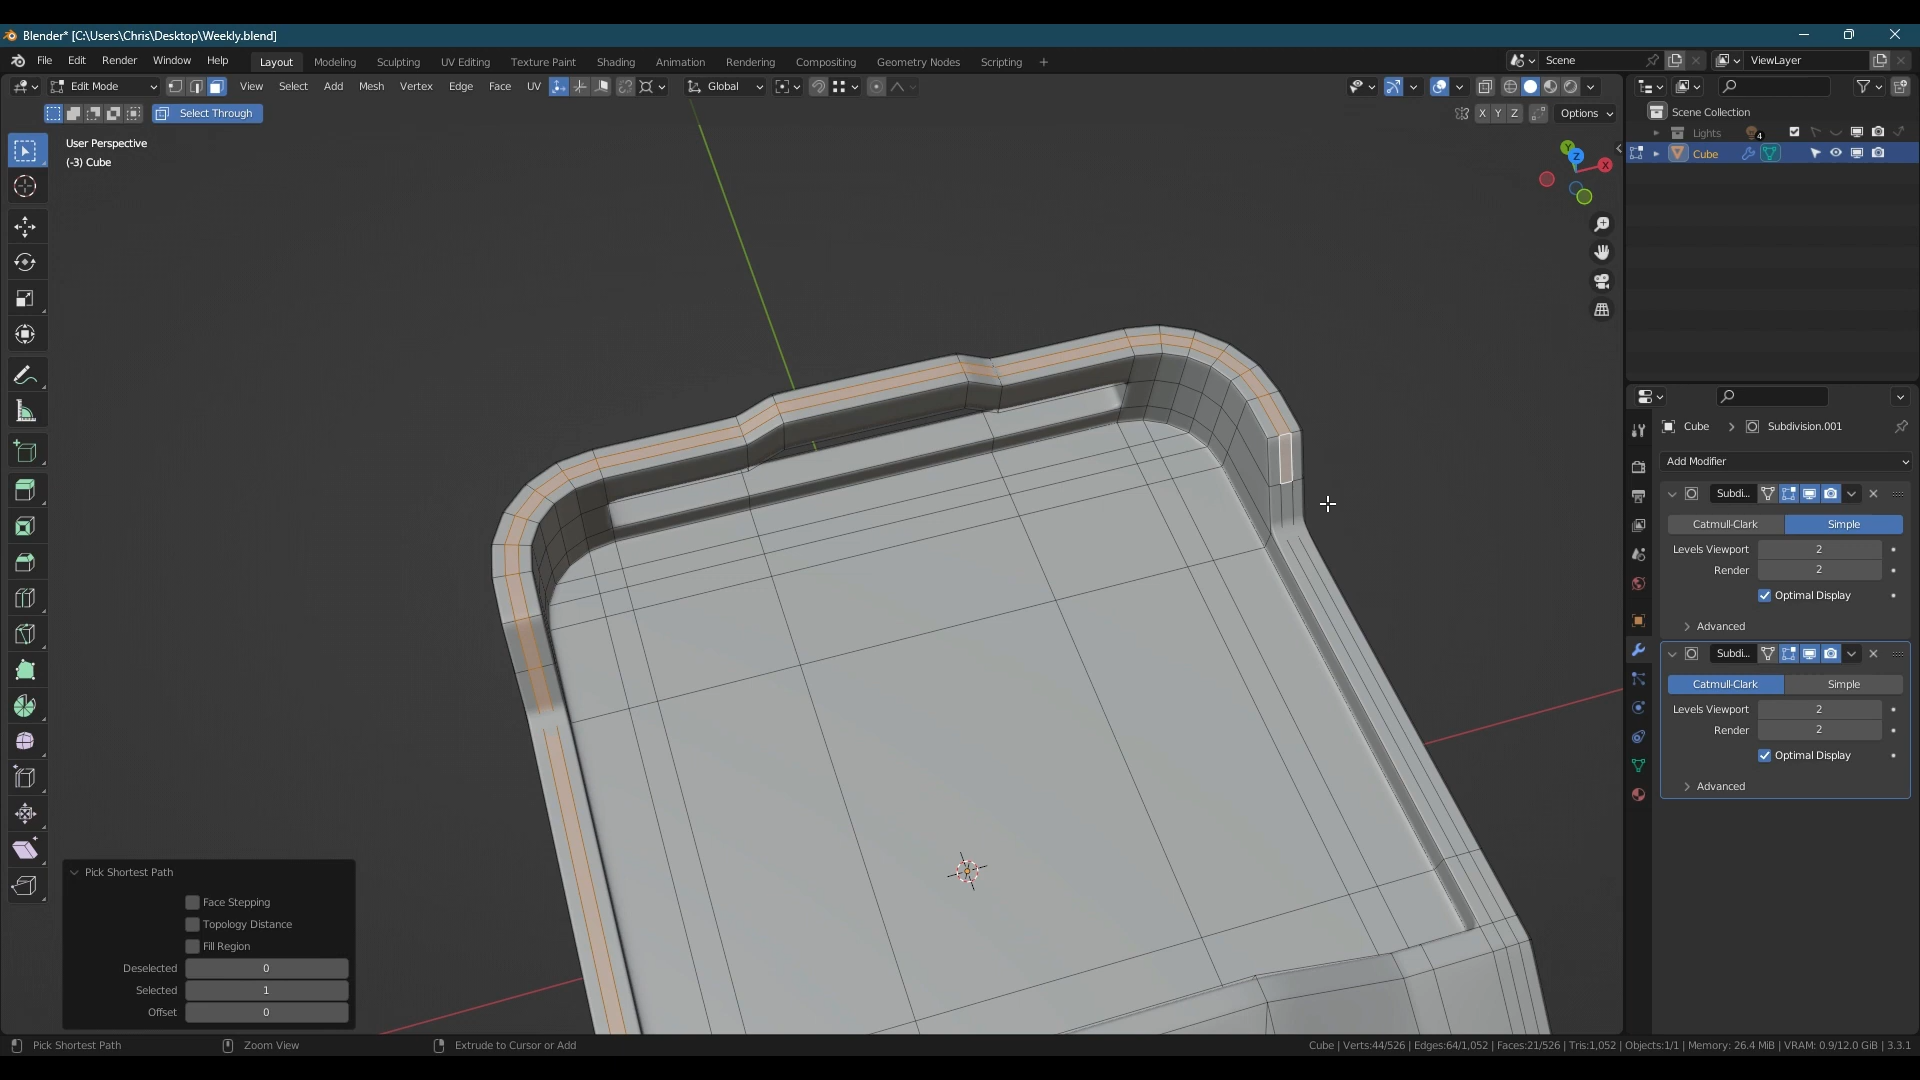 Blender* [C:\Users\Chris\Desktop\Weekly.blend]
File Edit Render Window Help Layout Modeling Sculpting UV Editing Texture Paint Shading Animation Rendering Compositing Geometry Nodes Scripting + Scene ViewLayer
Edit Mode View Select Add Mesh Vertex Edge Face UV Global
Select Through X Y Z Options
User Perspective
(-3) Cube
Y
Z
X
Scene Collection
Lights 4
Cube
Cube Subdivision.001
Add Modifier
Subdi...
Catmull-Clark Simple
Levels Viewport 2
Render 2
Optimal Display
Advanced
Subdi...
Catmull-Clark Simple
Levels Viewport 2
Render 2
Optimal Display
Advanced
Pick Shortest Path
Face Stepping
Topology Distance
Fill Region
Deselected 0
Selected 1
Offset 0
Pick Shortest Path Zoom View Extrude to Cursor or Add Cube | Verts:44/526 | Edges:64/1,052 | Faces:21/526 | Tris:1,052 | Objects:1/1 | Memory: 26.4 MiB | VRAM: 0.9/12.0 GiB | 3.3.1